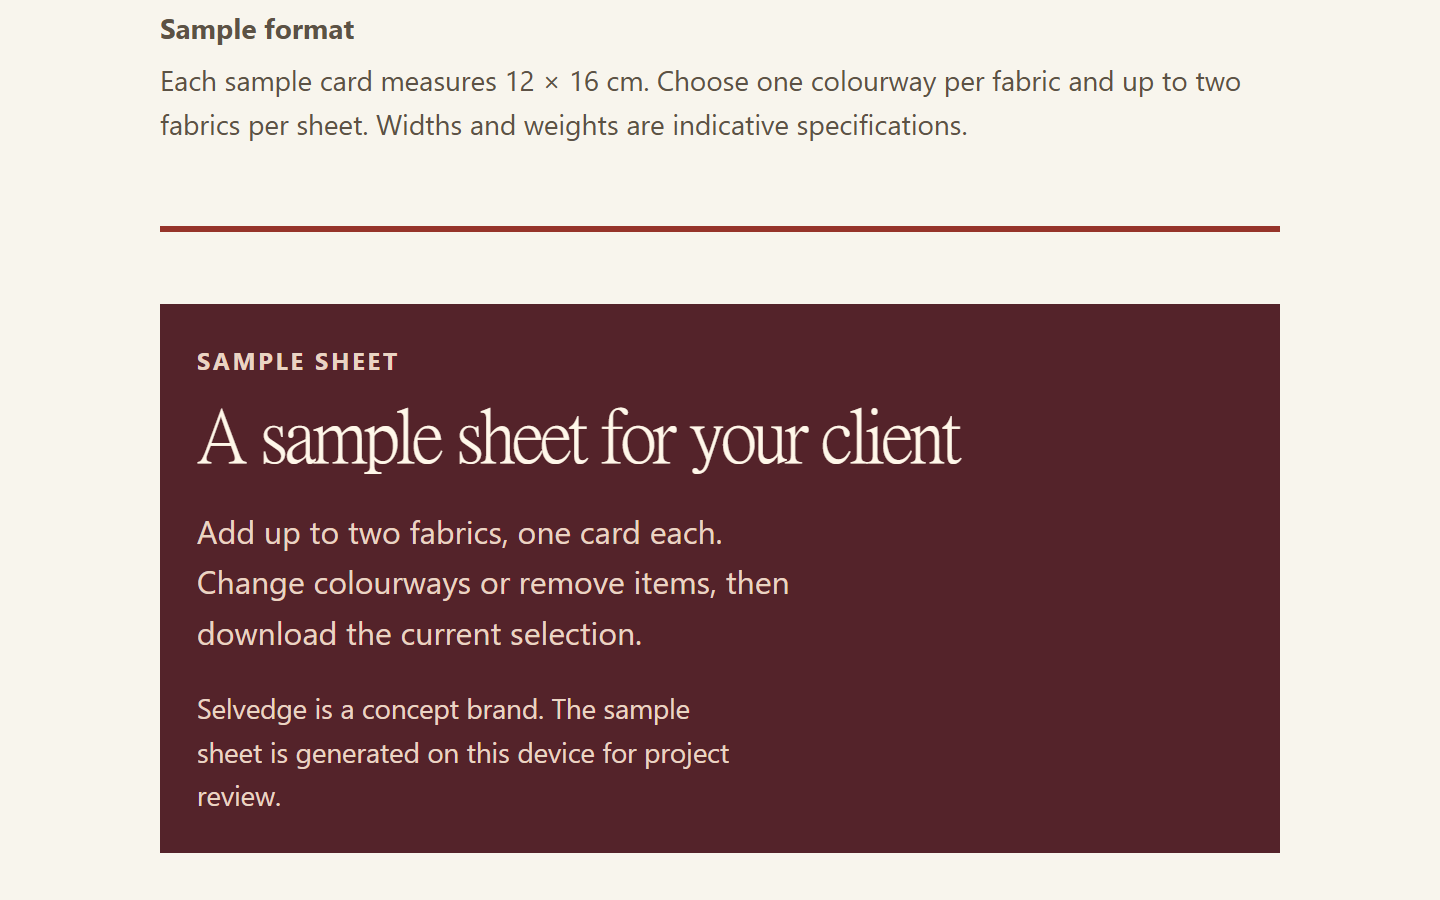 Sample format
Each sample card measures 12 × 16 cm. Choose one colourway per fabric and up to two
fabrics per sheet. Widths and weights are indicative specifications.
SAMPLE SHEET
A sample sheet for your client
Add up to two fabrics, one card each.
Change colourways or remove items, then
download the current selection.
Selvedge is a concept brand. The sample
sheet is generated on this device for project
review.